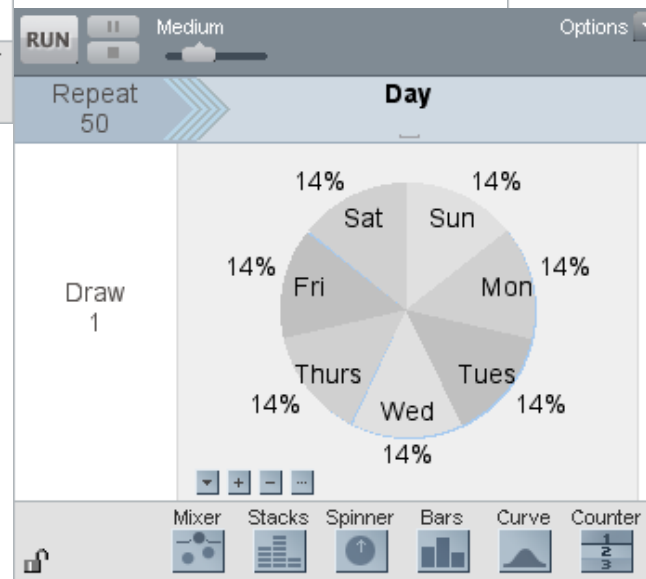 RUN
Medium
Options
Repeat
50
Day
14% 14%
Sat Sun
14% 14%
Fri Mon
Draw
1
Thurs Tues
14% 14%
Wed
14%
Mixer Stacks Spinner Bars Curve Counter
1
2
3